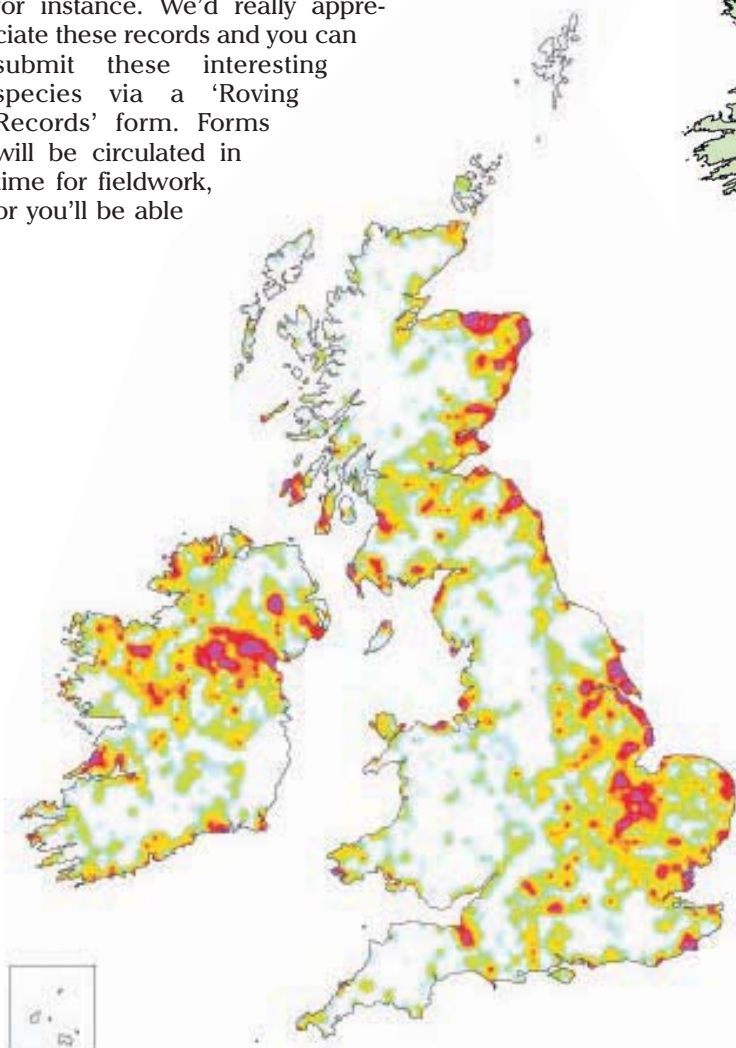 for instance. We'd really appre-
ciate these records and you can
submit these interesting
species via a 'Roving
Records' form. Forms
will be circulated in
time for fieldwork,
or you'll be able